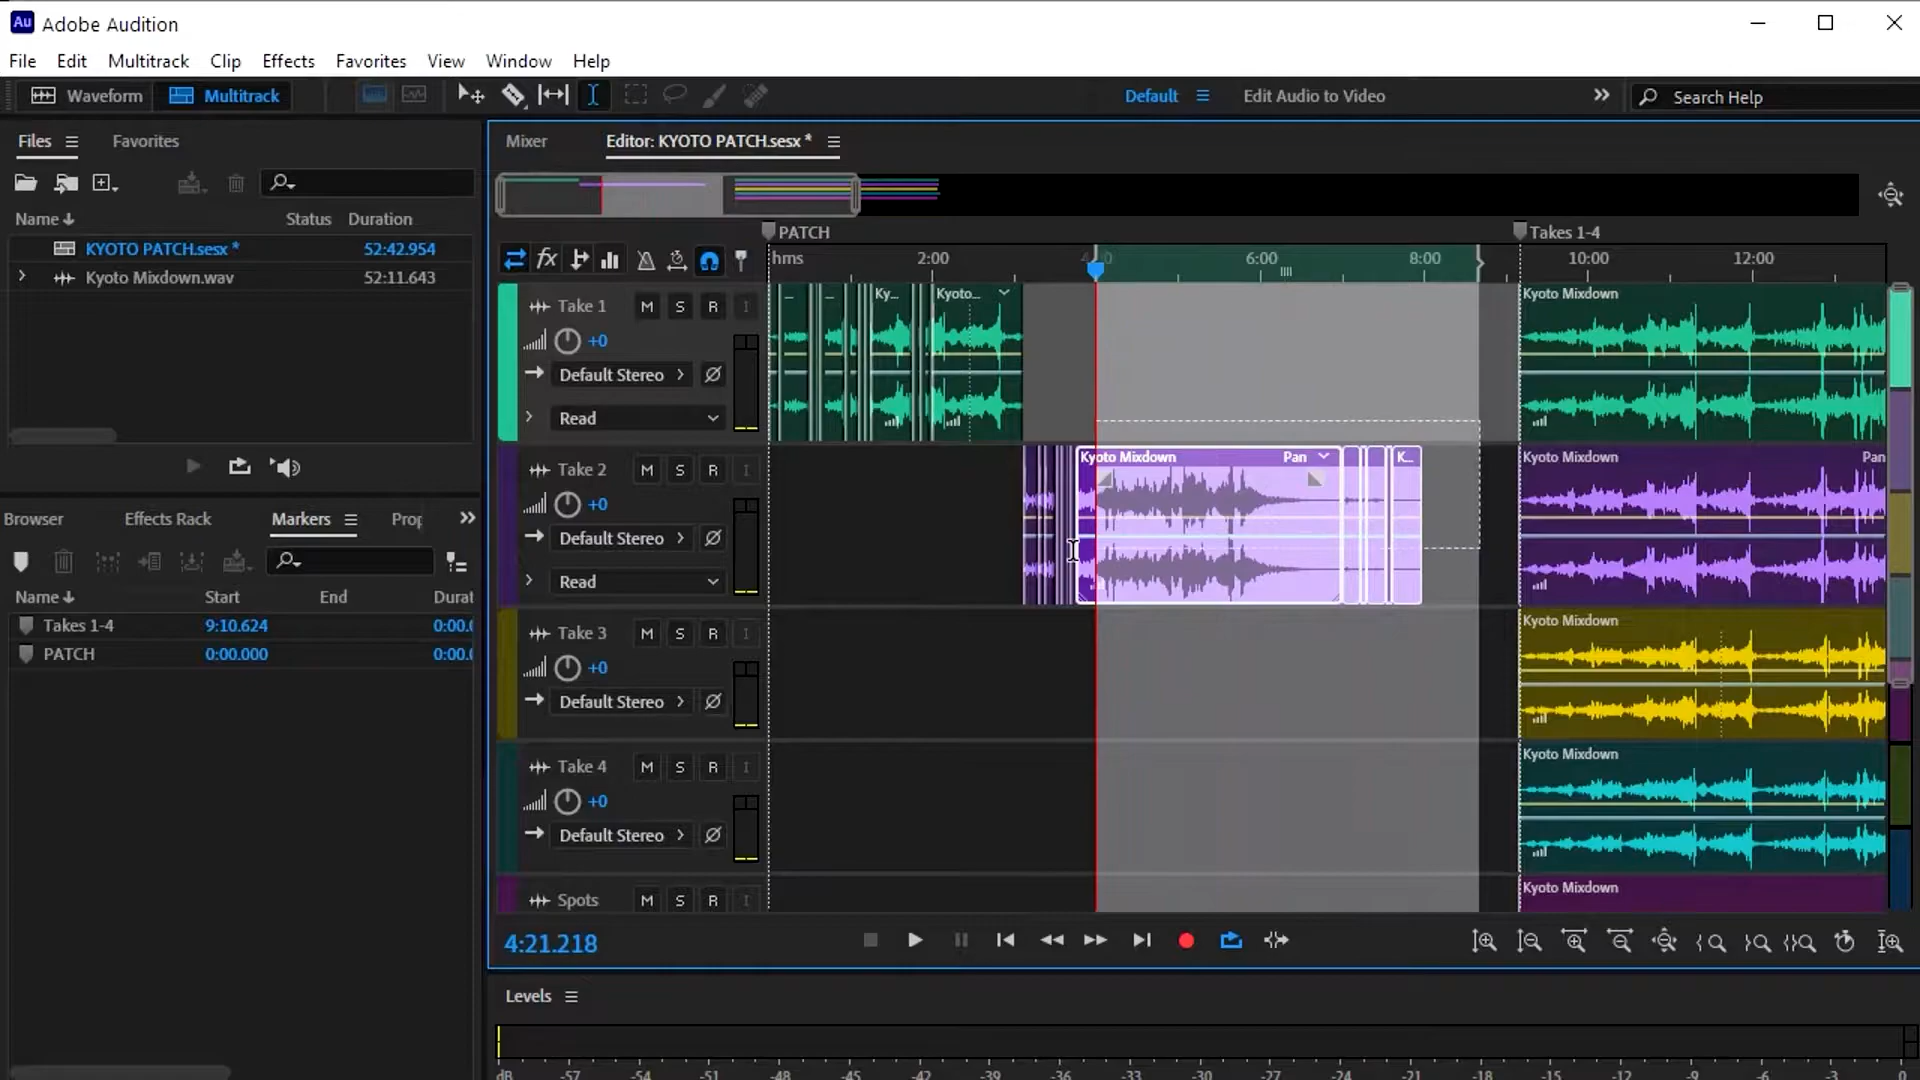 Au Adobe Audition
File Edit Multitrack Clip Effects Favorites View Window Help
Waveform Multitrack Default Edit Audio to Video Search Help
Files Favorites
Name Status Duration
KYOTO PATCH.sesx * 52:42.954
Kyoto Mixdown.wav 52:11.643
Browser Effects Rack Markers Prop
Name Start End Durat
Takes 1-4 9:10.624 0:00.0
PATCH 0:00.000 0:00.0
Mixer Editor: KYOTO PATCH.sesx *
PATCH Takes 1-4
fx hms 2:00 6:00 8:00 10:00 12:00
Take 1 M S R I
+0
Default Stereo
Read
Ky... Kyoto... Kyoto Mixdown
Take 2 M S R I
+0
Default Stereo
Read
Kyoto Mixdown Pan K... Kyoto Mixdown Pan
Take 3 M S R I
+0
Default Stereo
Kyoto Mixdown
Take 4 M S R I
+0
Default Stereo
Kyoto Mixdown
Spots M S R I
Kyoto Mixdown
4:21.218
Levels
dB -57 -54 -51 -48 -45 -42 -39 -36 -33 -30 -27 -24 -21 -18 -15 -12 -9 -6 -3 0